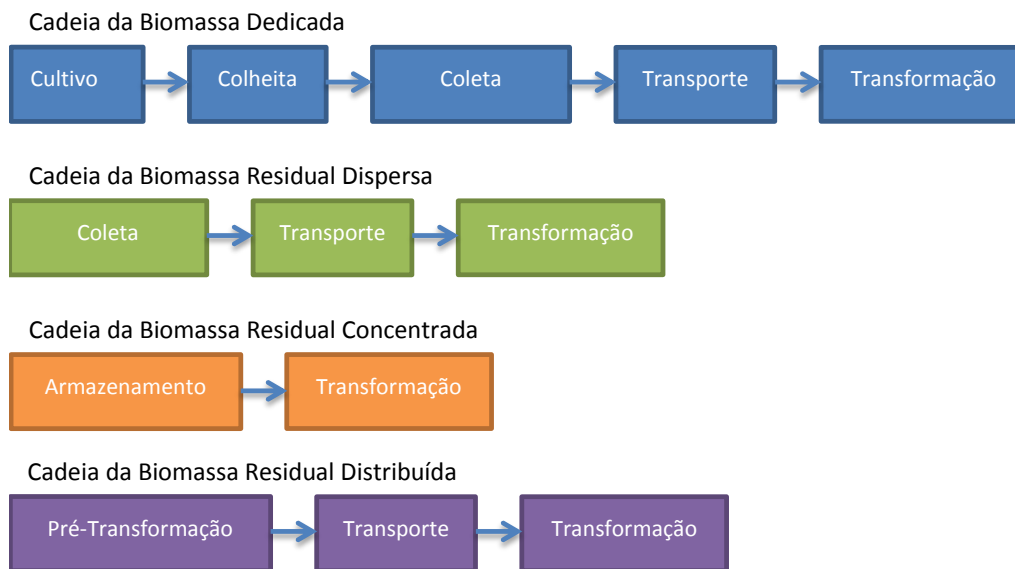 Cadeia da Biomassa Dedicada
Cultivo Colheita Coleta Transporte Transformação
Cadeia da Biomassa Residual Dispersa
Coleta Transporte Transformação
Cadeia da Biomassa Residual Concentrada
Armazenamento Transformação
Cadeia da Biomassa Residual Distribuída
Pré-Transformação Transporte Transformação